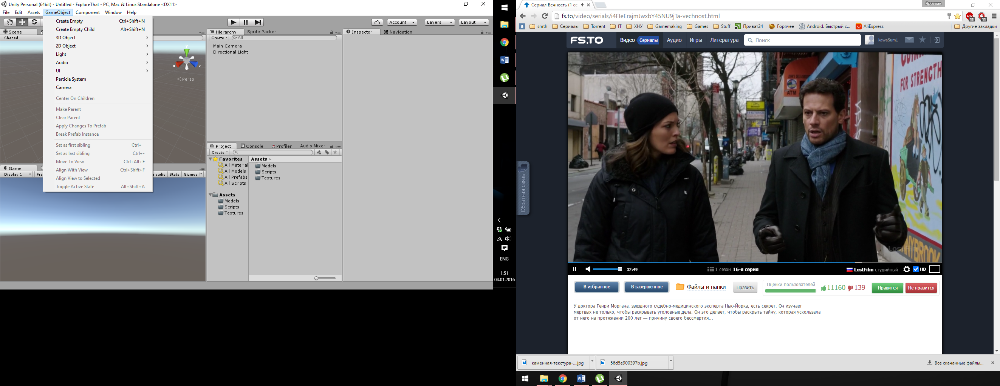 Unity Personal (64bit) - Untitled - ExploreThat - PC, Mac & Linux Standalone <DX11>
File Edit Assets GameObject Component Window Help
Create Empty Ctrl+Shift+N
Create Empty Child Alt+Shift+N
3D Object
2D Object
Light
Audio
UI
Particle System
Camera
Center On Children
Make Parent
Clear Parent
Apply Changes To Prefab
Break Prefab Instance
Set as first sibling Ctrl+=
Set as last sibling Ctrl+-
Move To View Ctrl+Alt+F
Align With View Ctrl+Shift+F
Align View to Selected
Toggle Active State Alt+Shift+A
Scene
Shaded
y
x z
Persp
Game
Display 1 Fre e audio Stats Gizmos
Account Layers Layout
Hierarchy Sprite Packer
Create All
Main Camera
Directional Light
Project Console Profiler Audio Mixer
Create
Favorites
All Material
All Models
All Prefabs
All Scripts
Assets
Models
Scripts
Textures
Assets
Models
Scripts
Textures
Inspector Navigation
ENG
1:51
04.01.2016
Сериал Вечность (1 се
Ярослав
fs.to/video/serials/i4FIeErajmJwxbY45NU9jTa-vechnost.html
ABP 11 11
B smth Сериалы Torrent IT ХНУ Gamemaking Games Stuff Приват24 Горячее Android. Быстрый с... AliExpress Другие закладки
FS.TO Видео Сериалы Аудио Игры Литература Поиск kawa5um1
ATM
FOR STRENGTH
NNYBROOK
LostFilm
Обратная связь
32:49 1 сезон 16-я серия LostFilm студийный HD
В избранное В завершенное Файлы и папки Править Оценки пользователей 11160 139 Нравится Не нравится
У доктора Генри Моргана, звездного судебно-медицинского эксперта Нью-Йорка, есть секрет. Он изучает
мертвых не только, чтобы раскрывать уголовные дела. Он это делает, чтобы раскрыть тайну, которая ускользала
от него на протяжении 200 лет — причину своего бессмертия...
каменная-текстура-....jpg 56d5e900397b.jpg Все скачанные файлы...